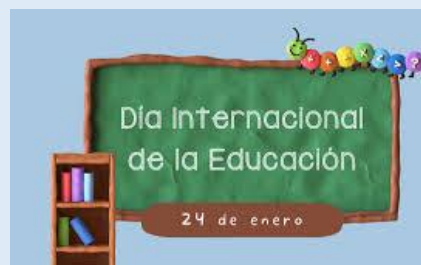 Día Internacional
de la Educación
24 de enero